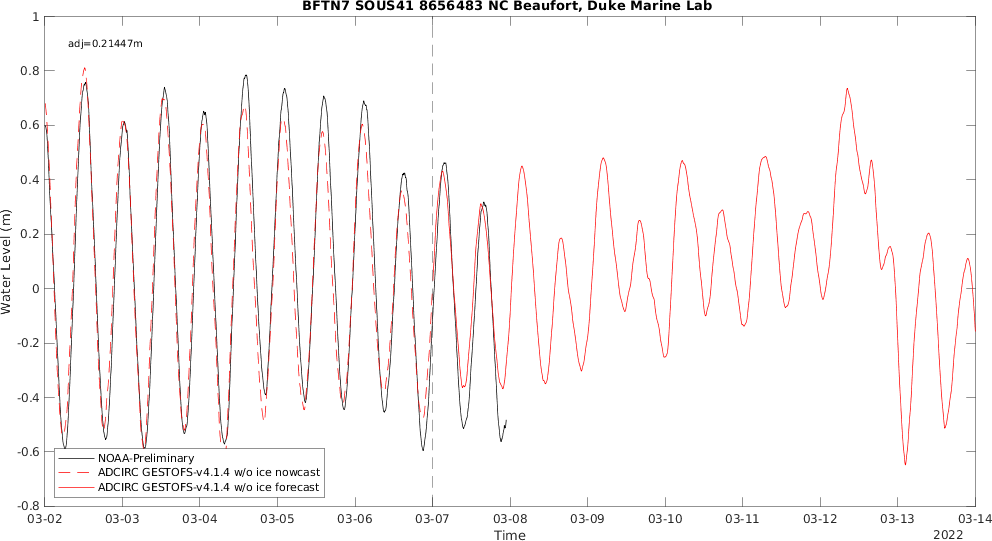 BFTN7 SOUS41 8656483 NC Beaufort, Duke Marine Lab
adj=0.21447m
1
0.8
0.6
0.4
0.2
0
-0.2
-0.4
-0.6
-0.8
Water Level (m)
NOAA-Preliminary
ADCIRC GESTOFS-v4.1.4 w/o ice nowcast
ADCIRC GESTOFS-v4.1.4 w/o ice forecast
03-02 03-03 03-04 03-05 03-06 03-07 03-08 03-09 03-10 03-11 03-12 03-13 03-14
Time
2022